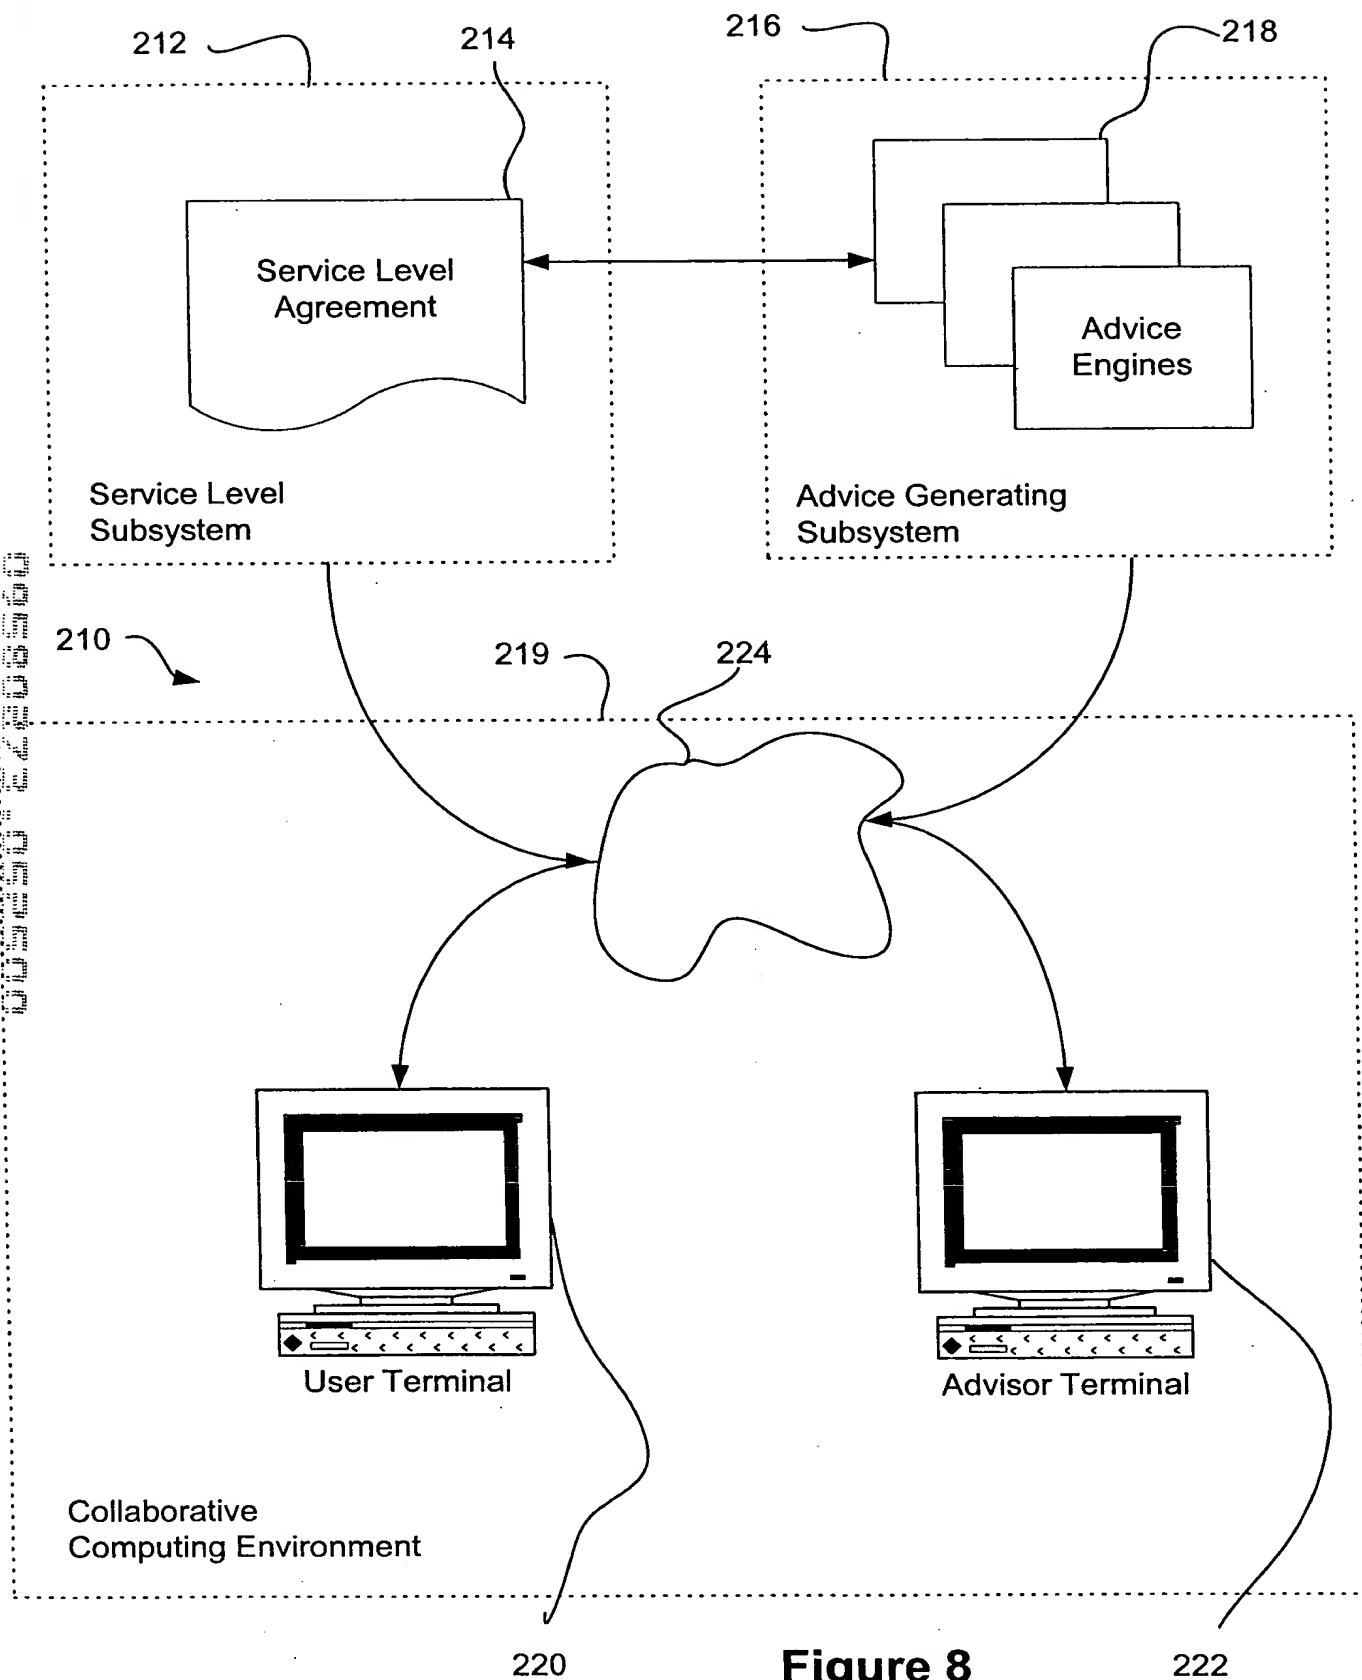 212
214
216
218
Service Level
Agreement
Advice
Engines
Service Level
Subsystem
Advice Generating
Subsystem
210
219
224
User Terminal
Advisor Terminal
Collaborative
Computing Environment
220
Figure 8
222